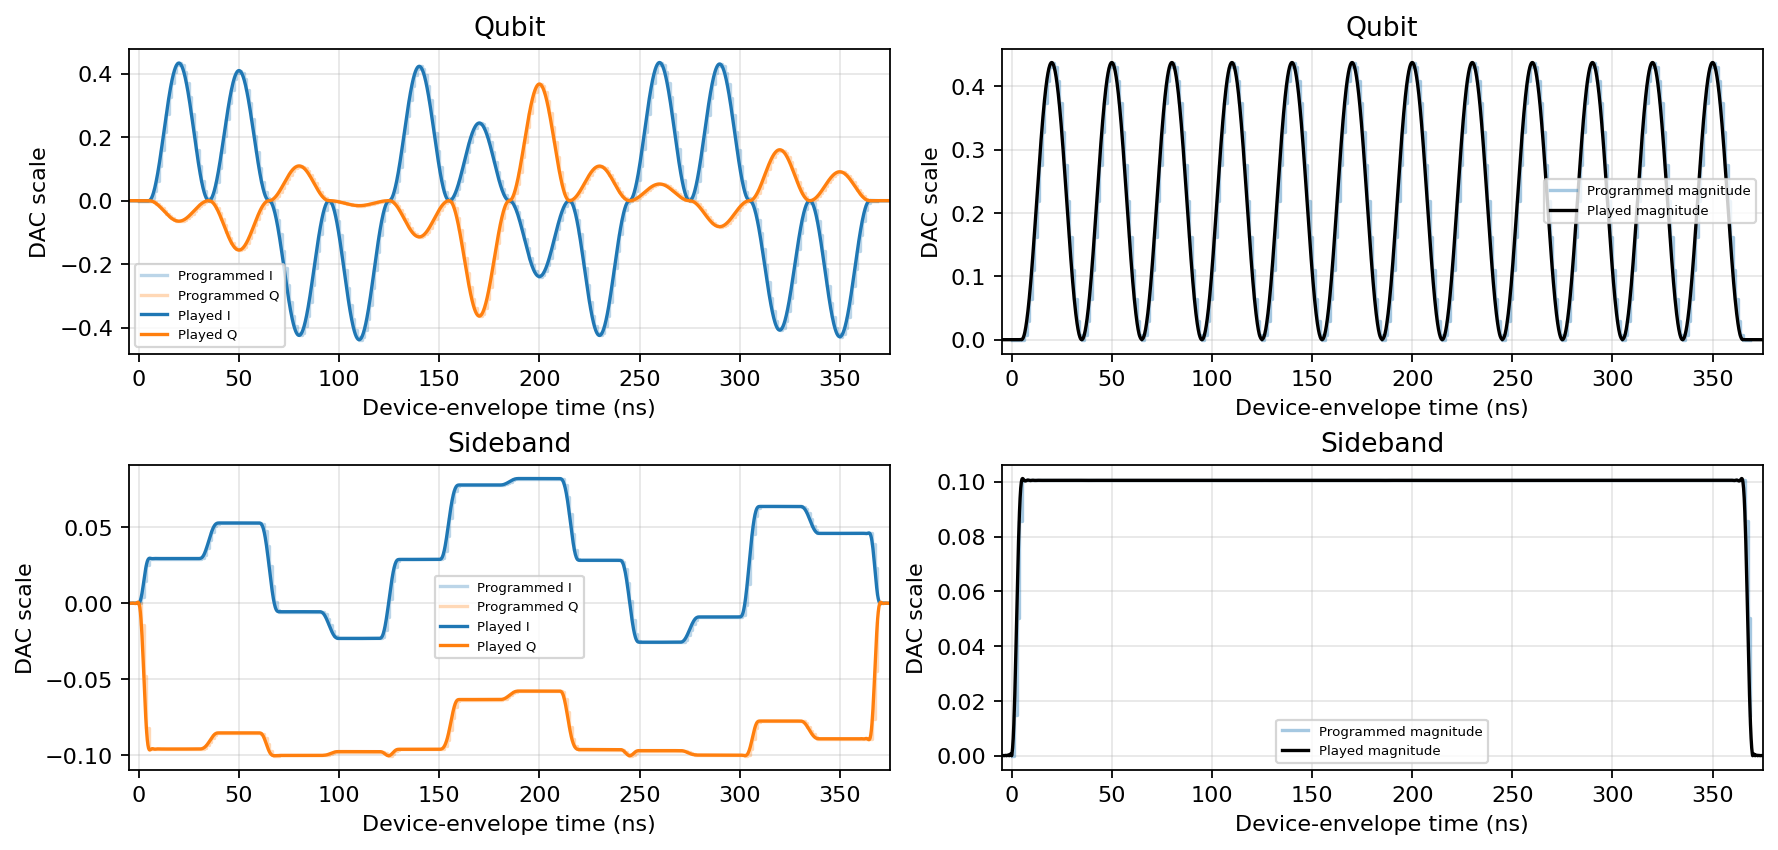 Qubit
DAC scale
0.4
0.2
0.0
−0.2
−0.4
Programmed I
Programmed Q
Played I
Played Q
0 50 100 150 200 250 300 350
Device-envelope time (ns)
Qubit
DAC scale
0.4
0.3
0.2
0.1
0.0
Programmed magnitude
Played magnitude
0 50 100 150 200 250 300 350
Device-envelope time (ns)
Sideband
DAC scale
0.05
0.00
−0.05
−0.10
Programmed I
Programmed Q
Played I
Played Q
0 50 100 150 200 250 300 350
Device-envelope time (ns)
Sideband
DAC scale
0.10
0.08
0.06
0.04
0.02
0.00
Programmed magnitude
Played magnitude
0 50 100 150 200 250 300 350
Device-envelope time (ns)